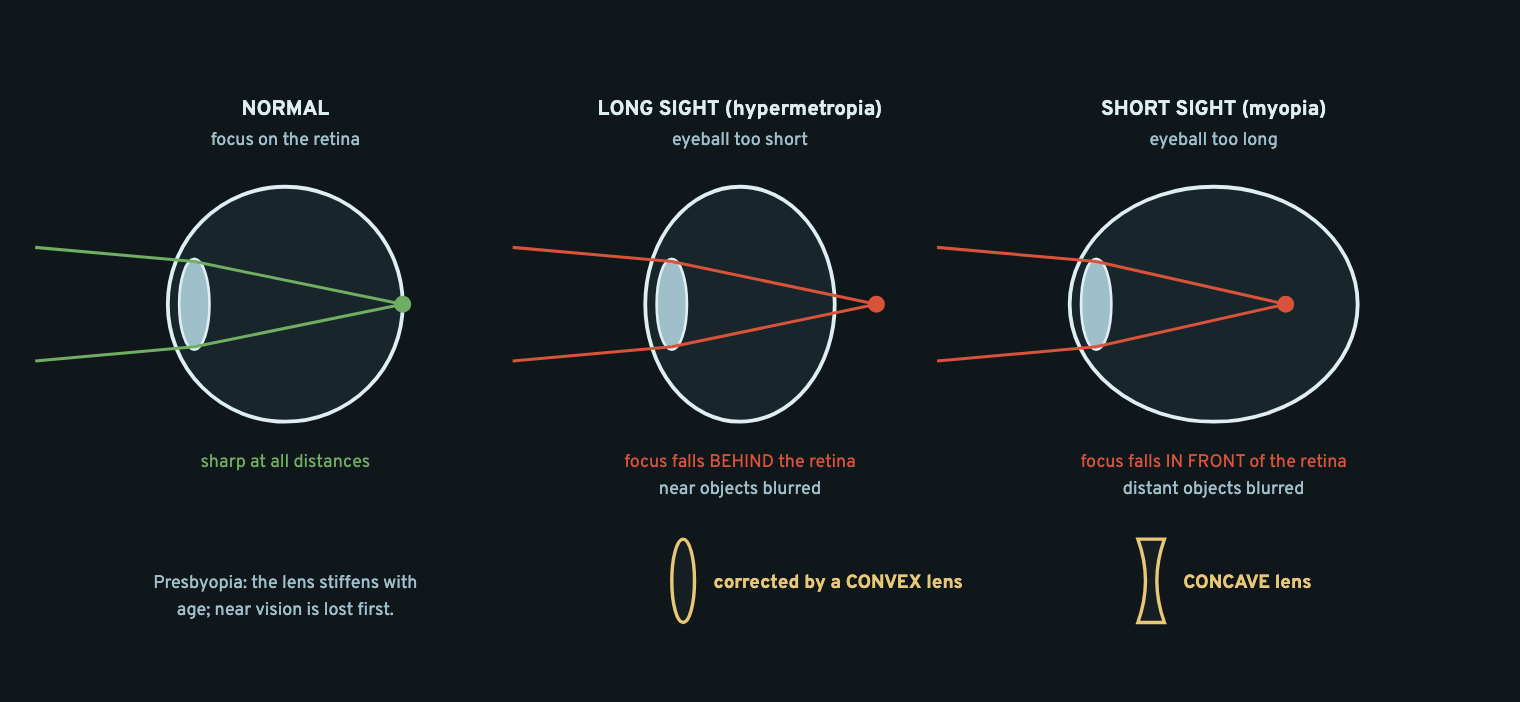 NORMAL
focus on the retina
sharp at all distances
Presbyopia: the lens stiffens with
age; near vision is lost first.
LONG SIGHT (hypermetropia)
eyeball too short
focus falls BEHIND the retina
near objects blurred
corrected by a CONVEX lens
SHORT SIGHT (myopia)
eyeball too long
focus falls IN FRONT of the retina
distant objects blurred
CONCAVE lens